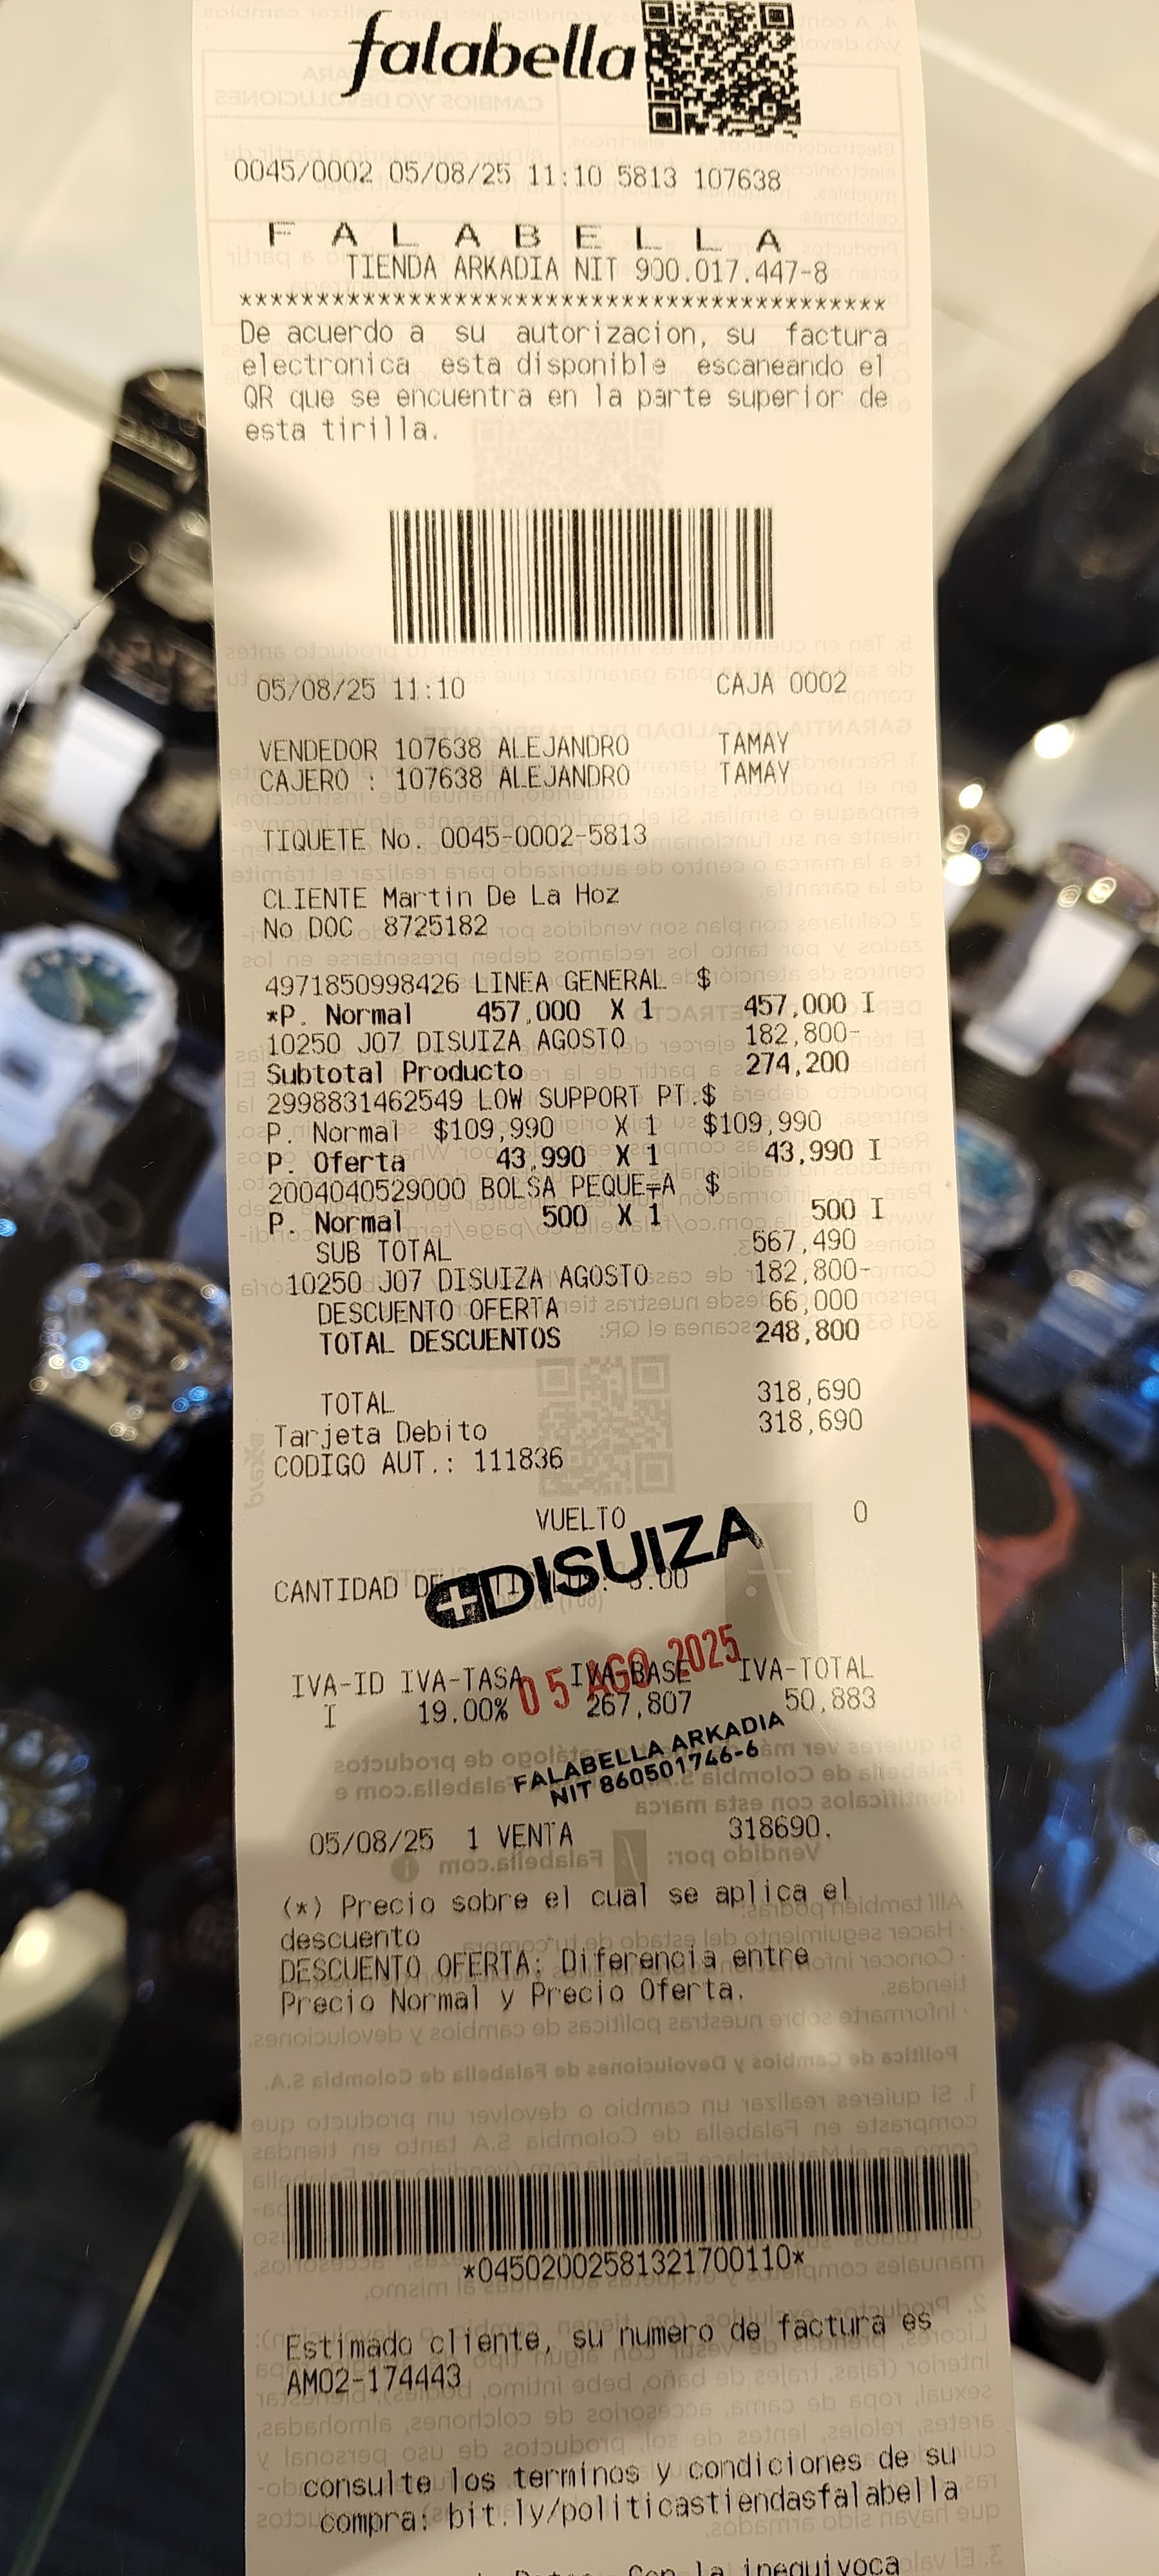 falabella
0045/0002 05/08/25 11:10 5813 107638
F A L A B E L L A
TIENDA ARKADIA NIT 900.017.447-8
******************************************
De acuerdo a su autorizacion, su factura
electronica esta disponible escaneando el
QR que se encuentra en la parte superior de
esta tirilla.
05/08/25 11:10 CAJA 0002
VENDEDOR 107638 ALEJANDRO TAMAY
CAJERO : 107638 ALEJANDRO TAMAY
TIQUETE No. 0045-0002-5813
CLIENTE Martin De La Hoz
No DOC 8725182
4971850998426 LINEA GENERAL $
*P. Normal 457,000 X 1 457,000 I
10250 J07 DISUIZA AGOSTO 182,800-
Subtotal Producto 274,200
2998831462549 LOW SUPPORT PT.$
P. Normal $109,990 X 1 $109,990
P. Oferta 43,990 X 1 43,990 I
2004040529000 BOLSA PEQUE╤A $
P. Normal 500 X 1 500 I
SUB TOTAL 567,490
10250 J07 DISUIZA AGOSTO 182,800-
DESCUENTO OFERTA 66,000
TOTAL DESCUENTOS 248,800
TOTAL 318,690
Tarjeta Debito 318,690
CODIGO AUT.: 111836
VUELTO 0
DISUIZA
CANTIDAD DE
05 AGO 2025
IVA-ID IVA-TASA IVA-BASE IVA-TOTAL
I 19.00% 267,807 50,883
FALABELLA ARKADIA
NIT 860501746-6
05/08/25 1 VENTA 318690.
(*) Precio sobre el cual se aplica el
descuento
DESCUENTO OFERTA: Diferencia entre
Precio Normal y Precio Oferta.
*04502002581321700110*
Estimado cliente, su numero de factura es
AM02-174443
consulte los terminos y condiciones de su
compra: bit.ly/politicastiendasfalabella
la inequivoca